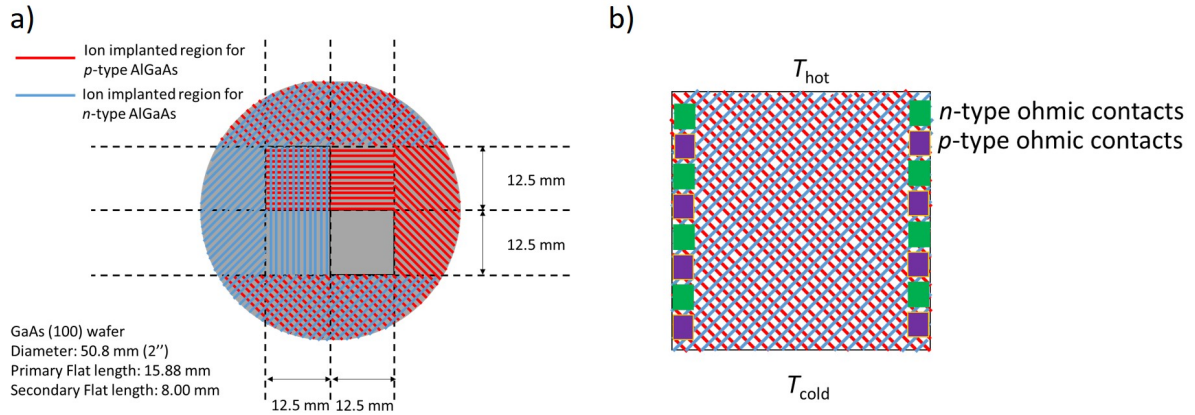 a)
Ion implanted region for
p-type AlGaAs
Ion implanted region for
n-type AlGaAs
12.5 mm
12.5 mm
GaAs (100) wafer
Diameter: 50.8 mm (2’’)
Primary Flat length: 15.88 mm
Secondary Flat length: 8.00 mm
12.5 mm 12.5 mm
b)
Thot
n-type ohmic contacts
p-type ohmic contacts
Tcold